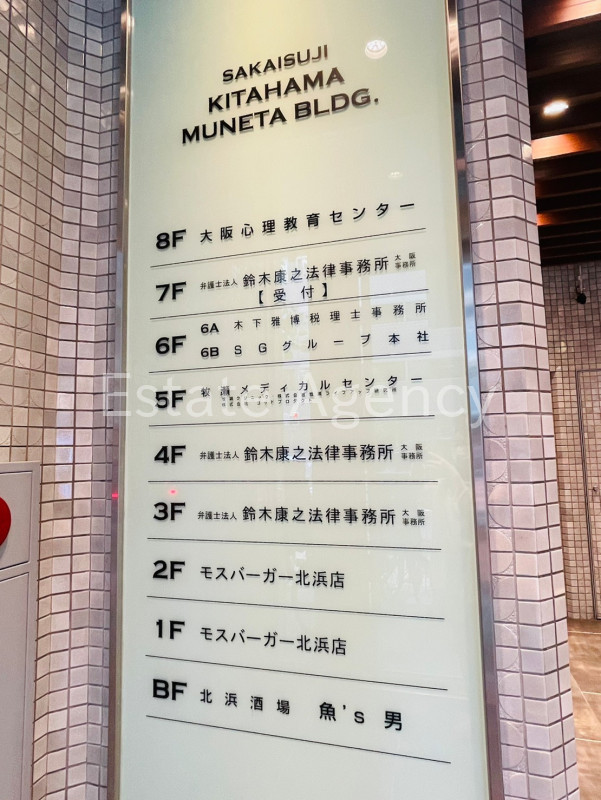 SAKAISUJI
KITAHAMA
MUNETA BLDG.
8F 大阪心理教育センター
7F 弁護士法人 鈴木康之法律事務所 大阪事務所
【受付】
6F 6A 木下雅博税理士事務所
6B SGグループ本社
5F メディカルセンター
4F 弁護士法人 鈴木康之法律事務所 大阪事務所
3F 弁護士法人 鈴木康之法律事務所 大阪事務所
2F モスバーガー北浜店
1F モスバーガー北浜店
BF 北浜酒場 魚's男
Estate Agency